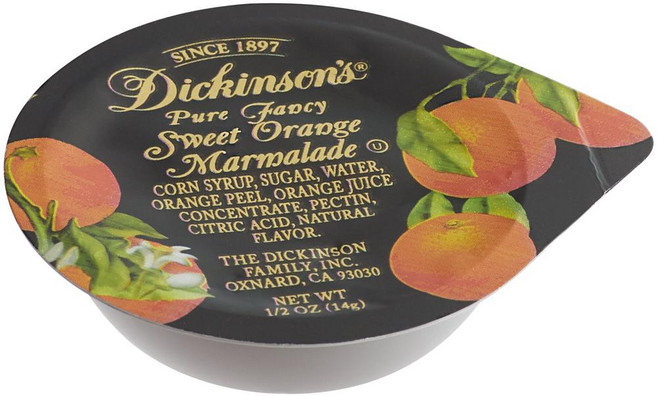 SINCE 1897
Dickinson's®
Pure Fancy
Sweet Orange
Marmalade Ⓤ
CORN SYRUP, SUGAR, WATER,
ORANGE PEEL, ORANGE JUICE
CONCENTRATE, PECTIN,
CITRIC ACID, NATURAL
FLAVOR.
THE DICKINSON
FAMILY, INC.
OXNARD, CA 93030
NET WT
1/2 OZ (14g)